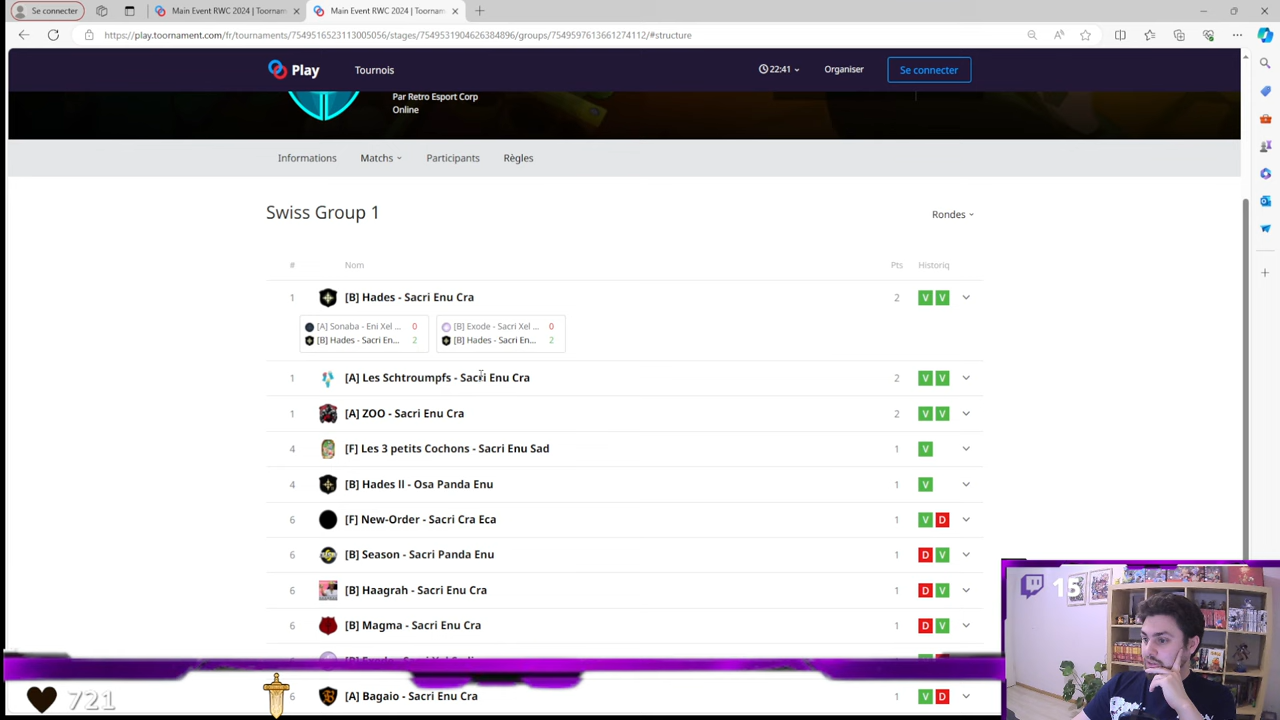 Se connecter
Main Event RWC 2024 | Toornam
Main Event RWC 2024 | Toornam
https://play.toornament.com/fr/tournaments/7549516523113005056/stages/7549531904626384896/groups/7549597613661274112/#structure
Play
Tournois
22:41
Organiser
Se connecter
Par Retro Esport Corp
Online
Informations
Matchs
Participants
Règles
Swiss Group 1
Rondes
# Nom Pts Historiq
1 [B] Hades - Sacri Enu Cra 2 V V
[A] Sonaba - Eni Xel ... 0
[B] Hades - Sacri En... 2
[B] Exode - Sacri Xel ... 0
[B] Hades - Sacri En... 2
1 [A] Les Schtroumpfs - Sacri Enu Cra 2 V V
1 [A] ZOO - Sacri Enu Cra 2 V V
4 [F] Les 3 petits Cochons - Sacri Enu Sad 1 V
4 [B] Hades II - Osa Panda Enu 1 V
6 [F] New-Order - Sacri Cra Eca 1 V D
6 [B] Season - Sacri Panda Enu 1 D V
6 [B] Haagrah - Sacri Enu Cra 1 D V
6 [B] Magma - Sacri Enu Cra 1 D V
6 [A] Bagaio - Sacri Enu Cra 1 V D
721
15